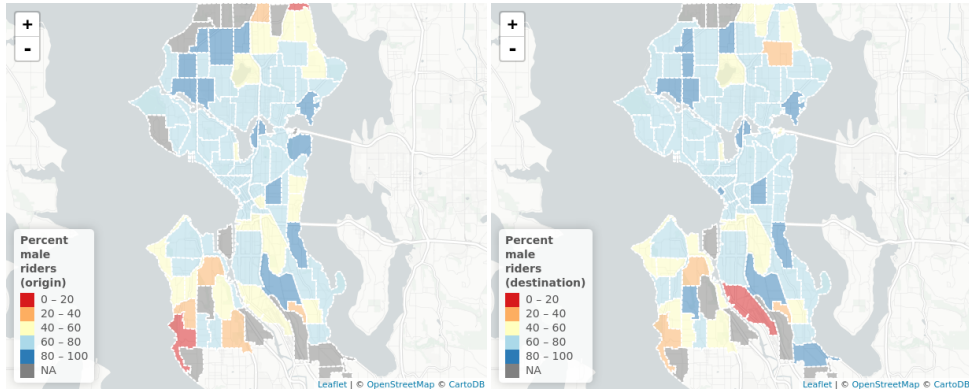 +
-
Percent
male
riders
(origin)
0 – 20
20 – 40
40 – 60
60 – 80
80 – 100
NA
Leaflet | © OpenStreetMap © CartoDB
+
-
Percent
male
riders
(destination)
0 – 20
20 – 40
40 – 60
60 – 80
80 – 100
NA
Leaflet | © OpenStreetMap © CartoDB